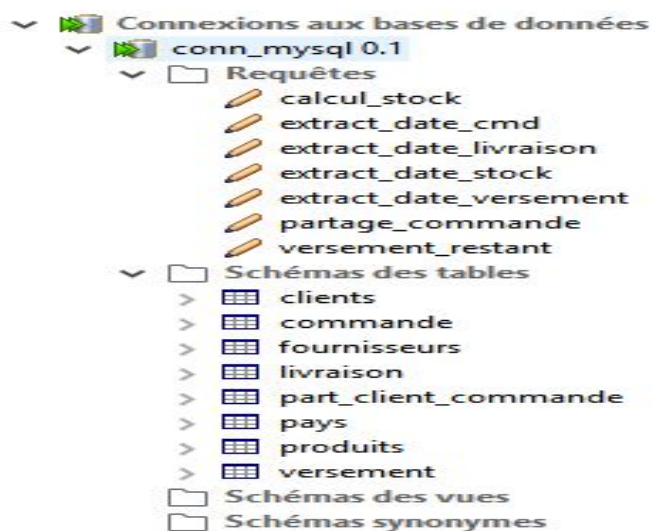 Connexions aux bases de données
conn_mysql 0.1
Requêtes
calcul_stock
extract_date_cmd
extract_date_livraison
extract_date_stock
extract_date_versement
partage_commande
versement_restant
Schémas des tables
clients
commande
fournisseurs
livraison
part_client_commande
pays
produits
versement
Schémas des vues
Schémas synonymes